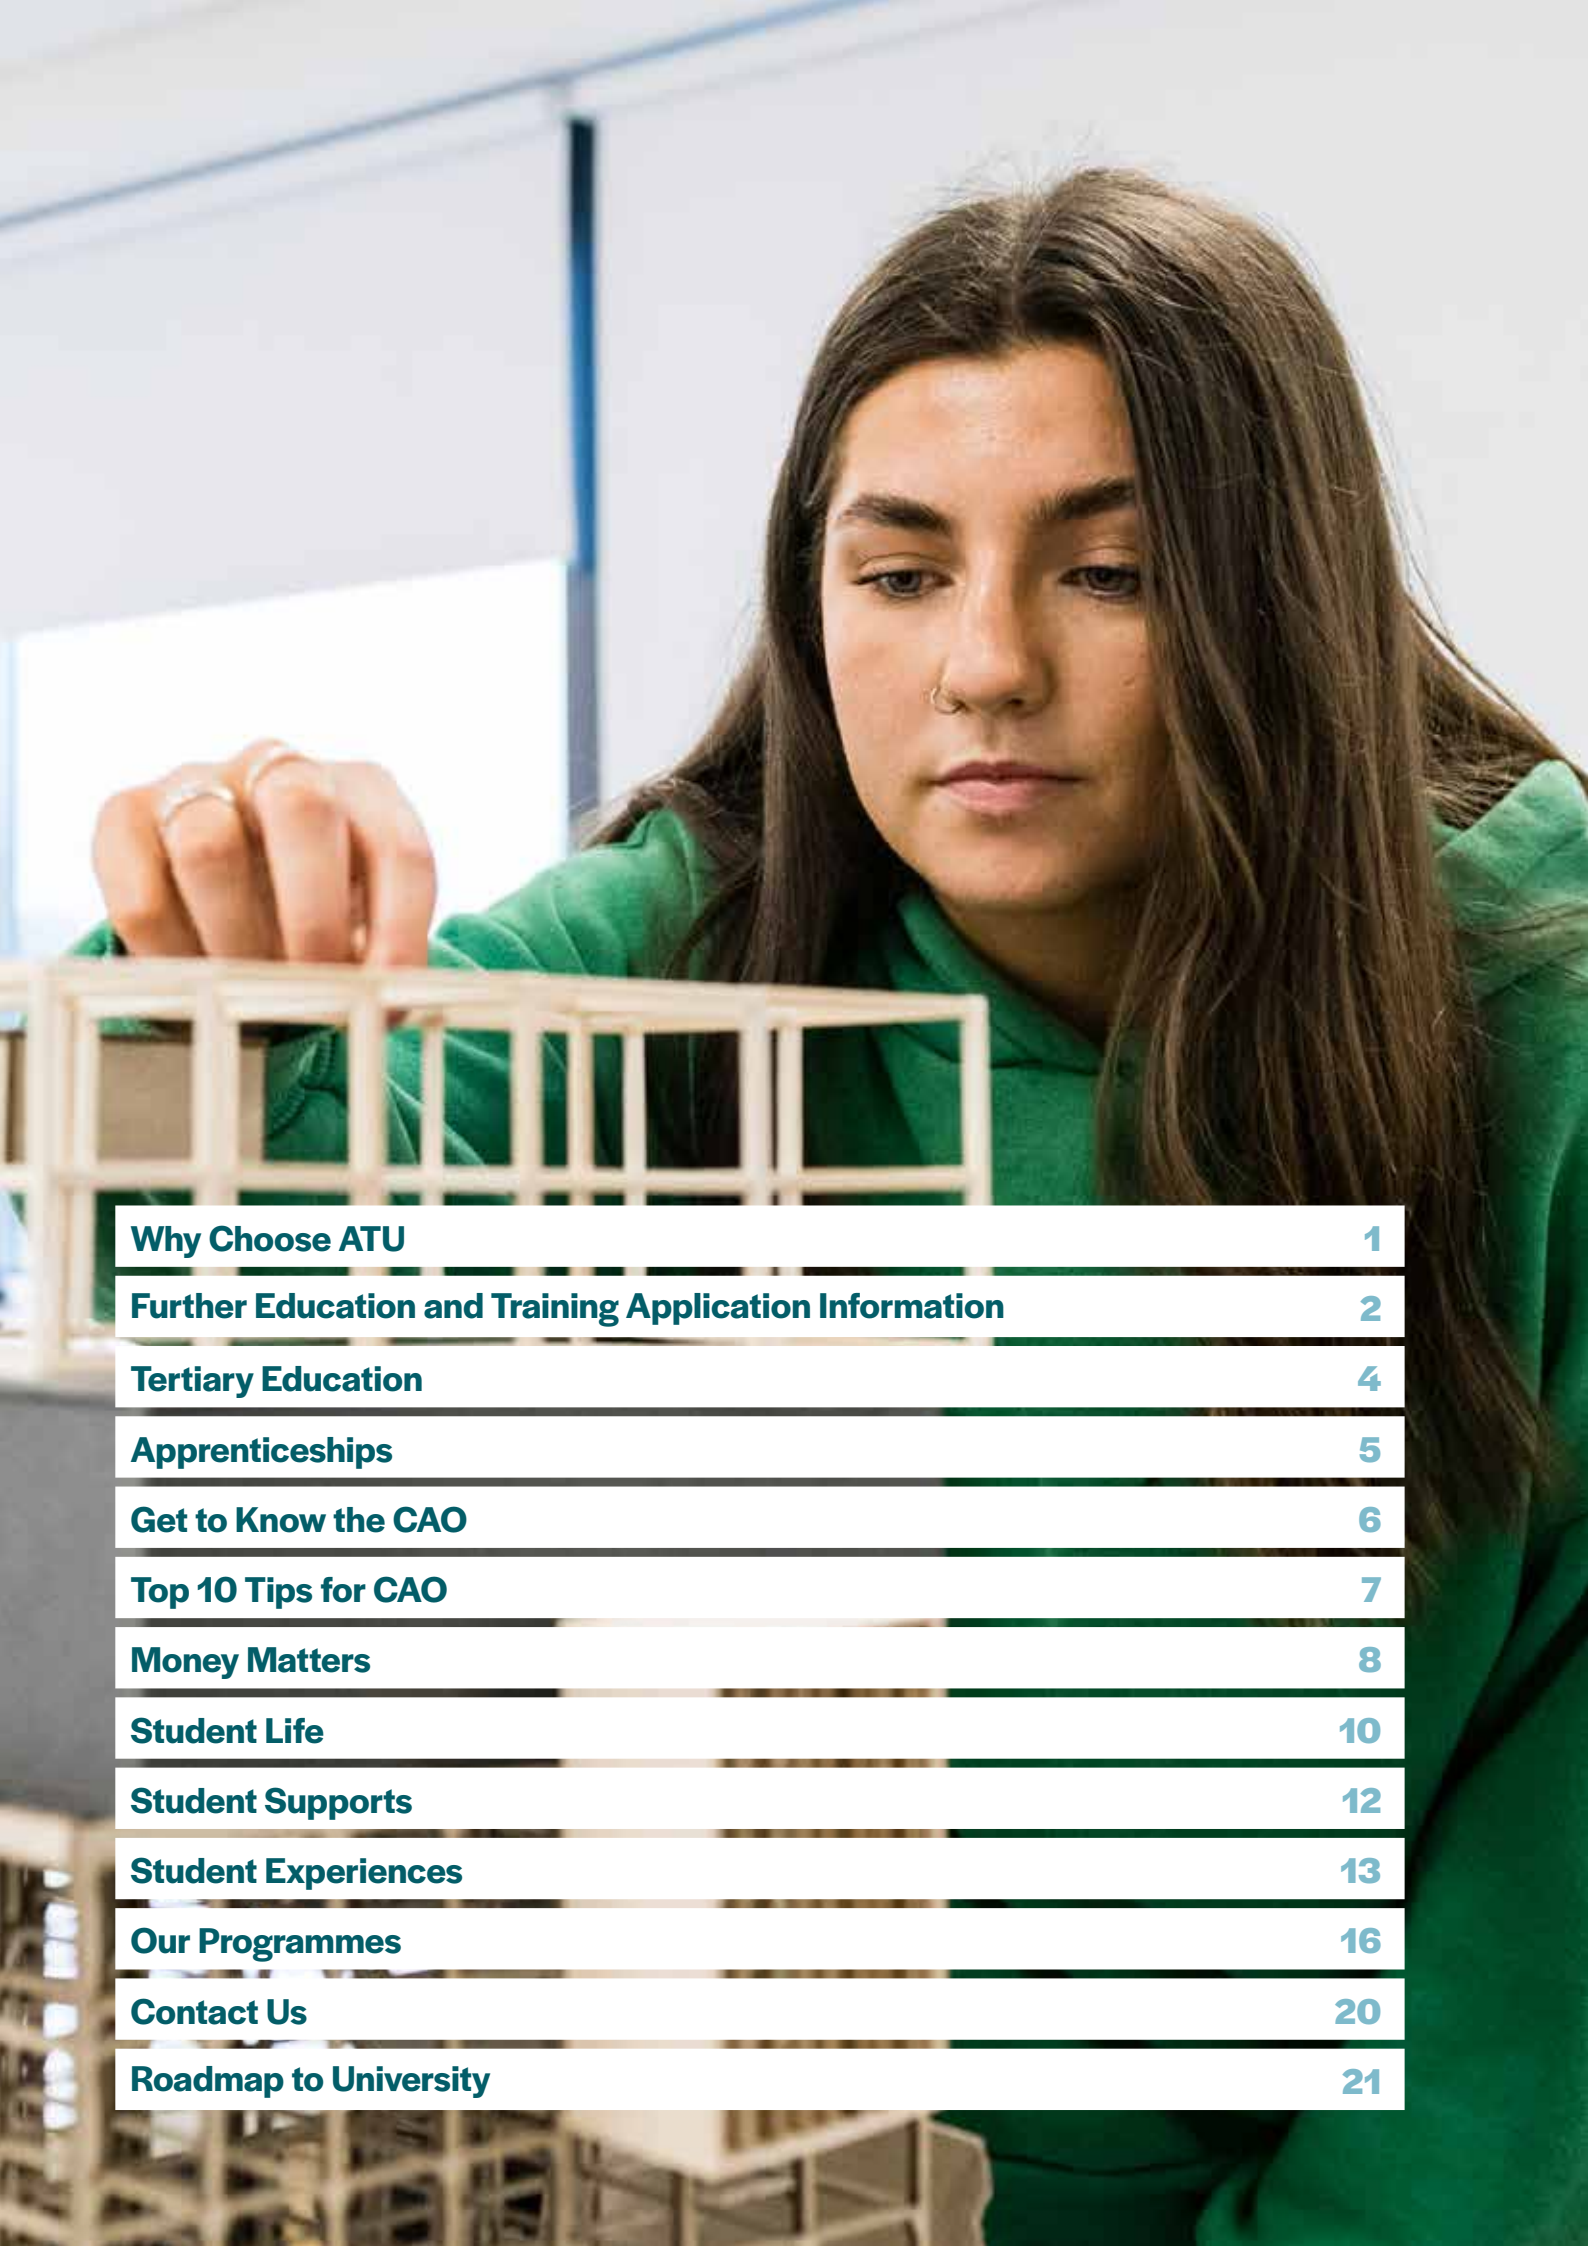 Why Choose ATU 1
Further Education and Training Application Information 2
Tertiary Education 4
Apprenticeships 5
Get to Know the CAO 6
Top 10 Tips for CAO 7
Money Matters 8
Student Life 10
Student Supports 12
Student Experiences 13
Our Programmes 16
Contact Us 20
Roadmap to University 21